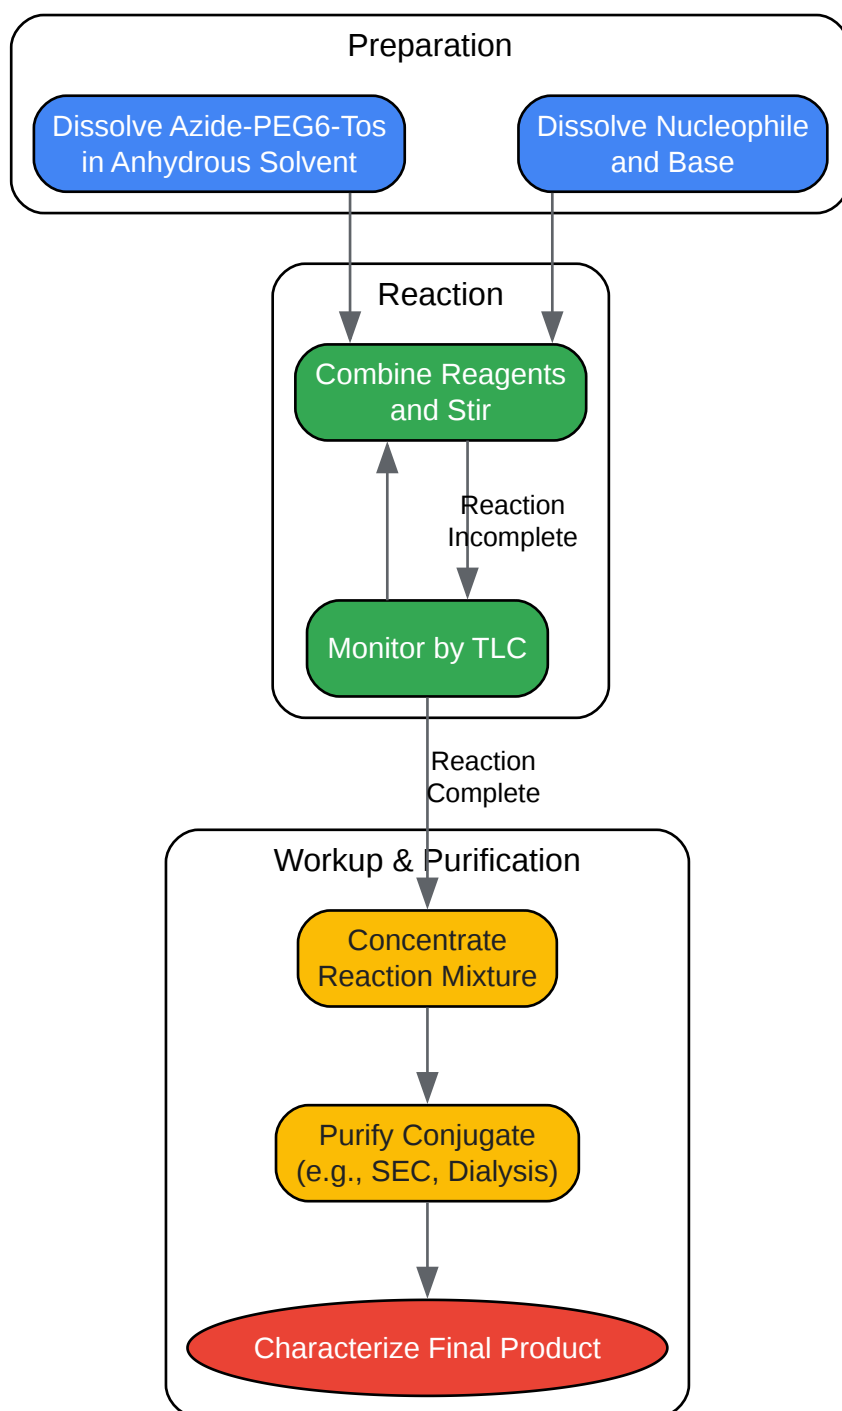 Preparation
Dissolve Azide-PEG6-Tos
in Anhydrous Solvent
Dissolve Nucleophile
and Base
Reaction
Combine Reagents
and Stir
Reaction
Incomplete
Monitor by TLC
Reaction
Complete
Workup & Purification
Concentrate
Reaction Mixture
Purify Conjugate
(e.g., SEC, Dialysis)
Characterize Final Product